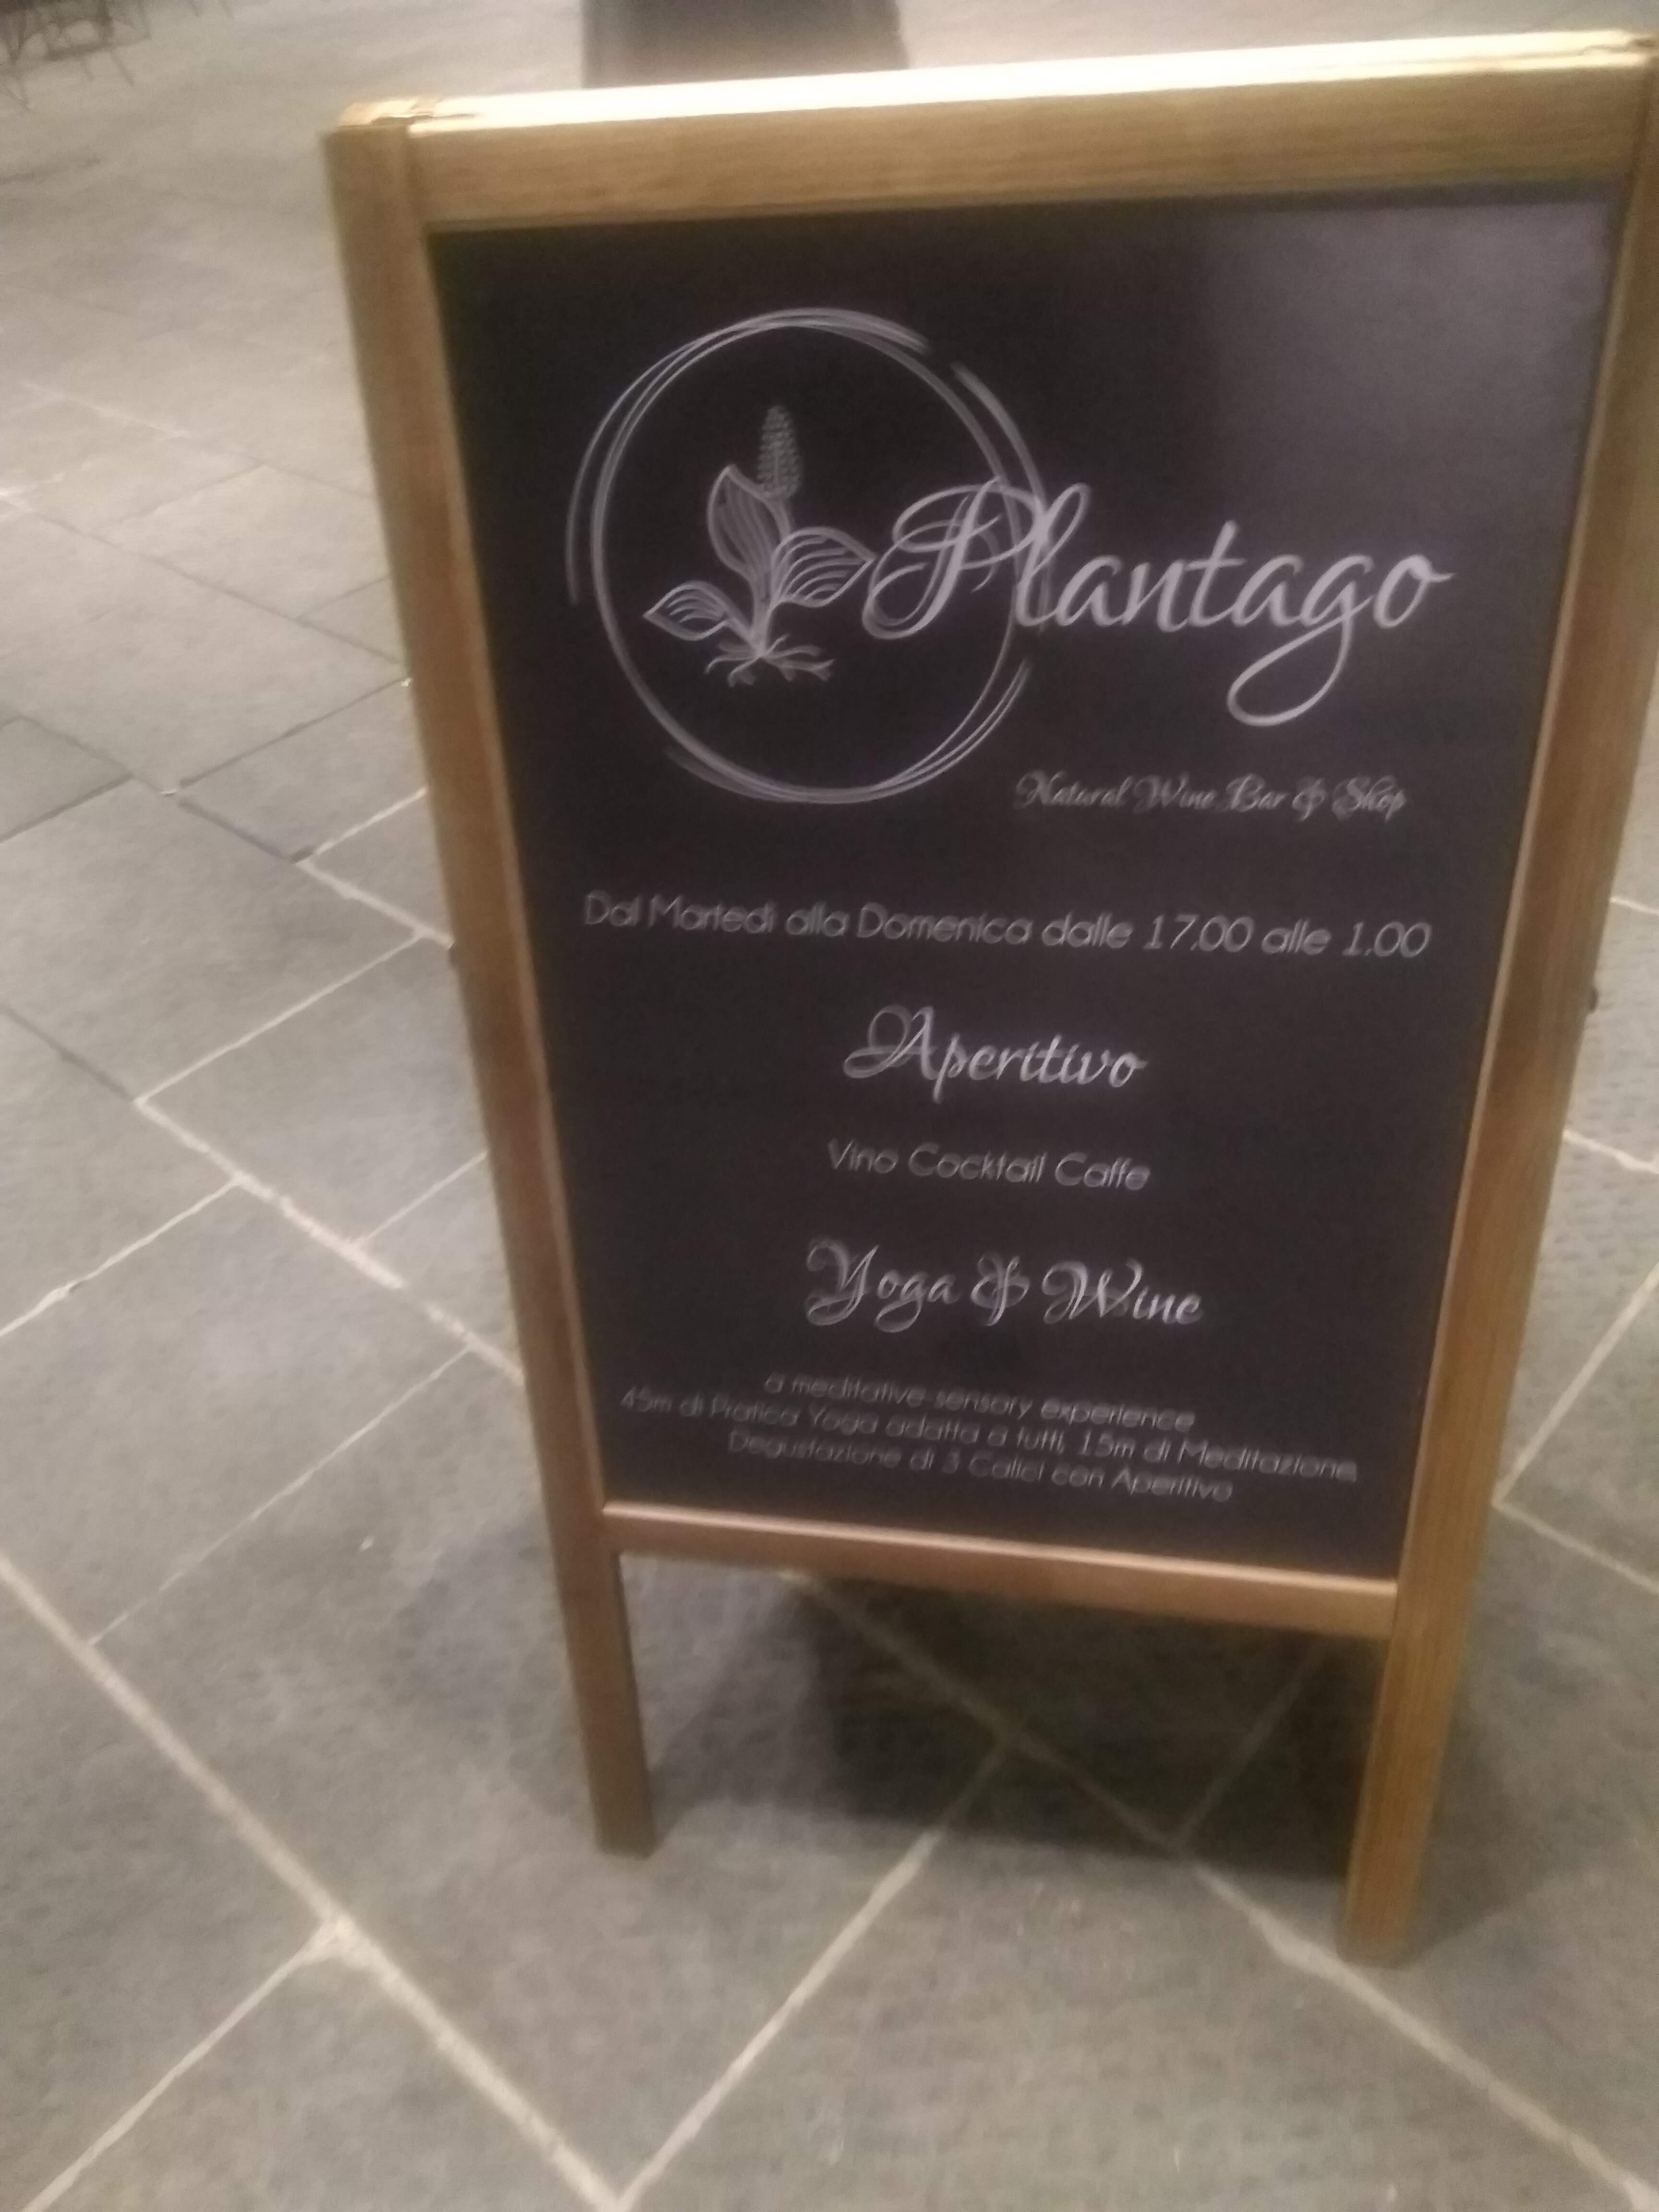 Plantago
Natural Wine Bar & Shop
Dal Martedì alla Domenica dalle 17.00 alle 1.00
Aperitivo
Vino Cocktail Caffe
Yoga & Wine
a meditative sensory experience
45m di Pratica Yoga adatta a tutti, 15m di Meditazione,
Degustazione di 3 Calici con Aperitivo